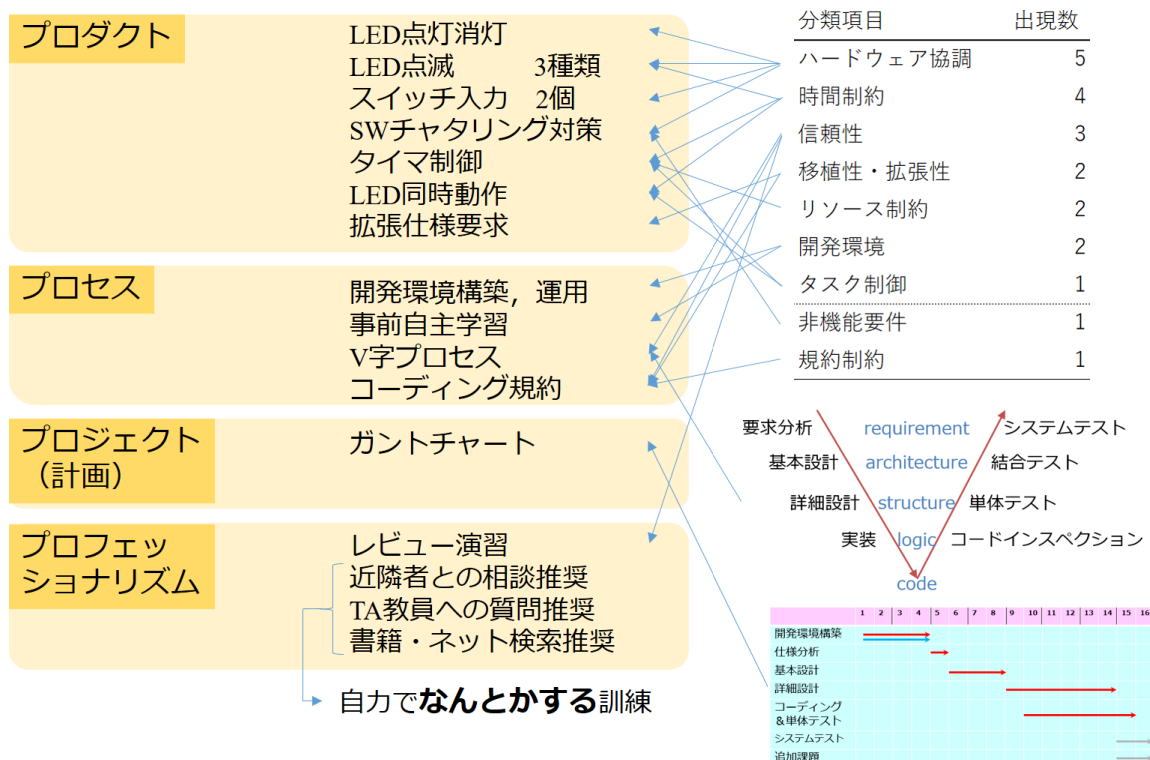 プロダクト
LED点灯消灯
LED点滅 3種類
スイッチ入力 2個
SWチャタリング対策
タイマ制御
LED同時動作
拡張仕様要求
プロセス
開発環境構築，運用
事前自主学習
V字プロセス
コーディング規約
プロジェクト
（計画）
ガントチャート
プロフェッ
ショナリズム
レビュー演習
近隣者との相談推奨
TA教員への質問推奨
書籍・ネット検索推奨
自力でなんとかする訓練
分類項目 出現数
ハードウェア協調 5
時間制約 4
信頼性 3
移植性・拡張性 2
リソース制約 2
開発環境 2
タスク制御 1
非機能要件 1
規約制約 1
要求分析 requirement システムテスト
基本設計 architecture 結合テスト
詳細設計 structure 単体テスト
実装 logic コードインスペクション
code
1 2 3 4 5 6 7 8 9 10 11 12 13 14 15 16
開発環境構築
仕様分析
基本設計
詳細設計
コーディング
＆単体テスト
システムテスト
追加課題